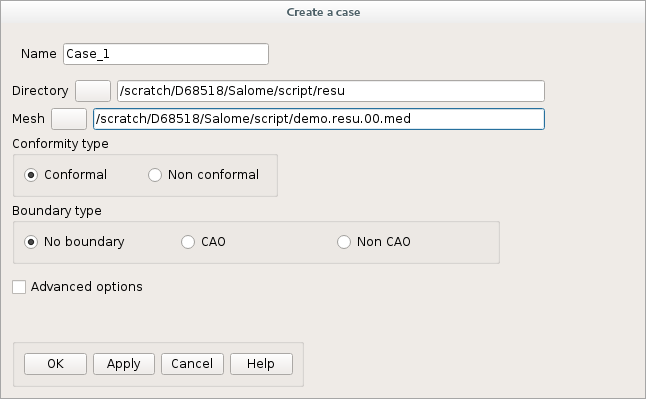 Create a case
Name Case_1
Directory /scratch/D68518/Salome/script/resu
Mesh /scratch/D68518/Salome/script/demo.resu.00.med
Conformity type
Conformal Non conformal
Boundary type
No boundary CAO Non CAO
Advanced options
OK Apply Cancel Help